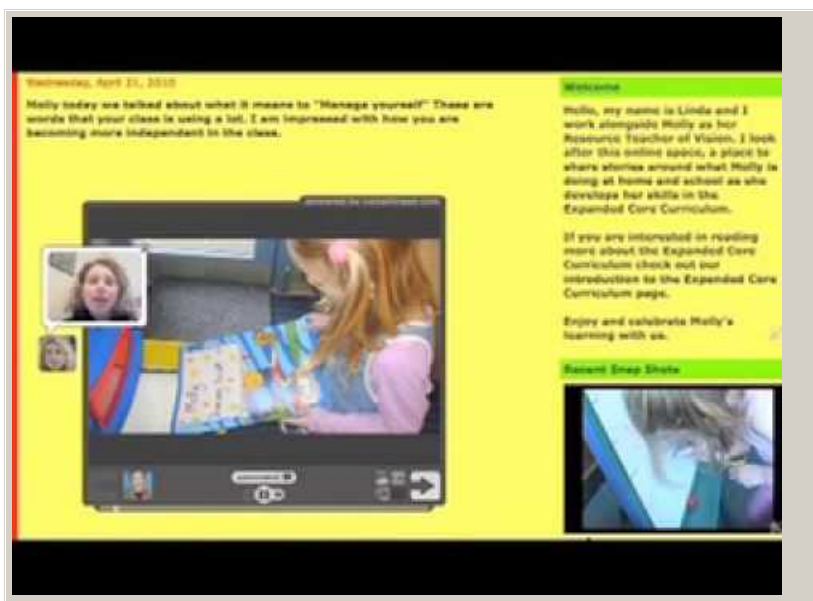 Wednesday, April 21, 2010
Molly today we talked about what it means to "Manage yourself" These are
words that your class is using a lot. I am impressed with how you are
becoming more independent in the class.
Welcome
Hello, my name is Linda and I
work alongside Molly as her
Resource Teacher of Vision. I look
after this online space, a place to
share stories around what Molly is
doing at home and school as she
develops her skills in the
Expanded Core Curriculum.
If you are interested in reading
more about the Expanded Core
Curriculum check out our
introduction to the Expanded Core
Curriculum page.
Enjoy and celebrate Molly's
learning with us.
Recent Snap Shots
Molly